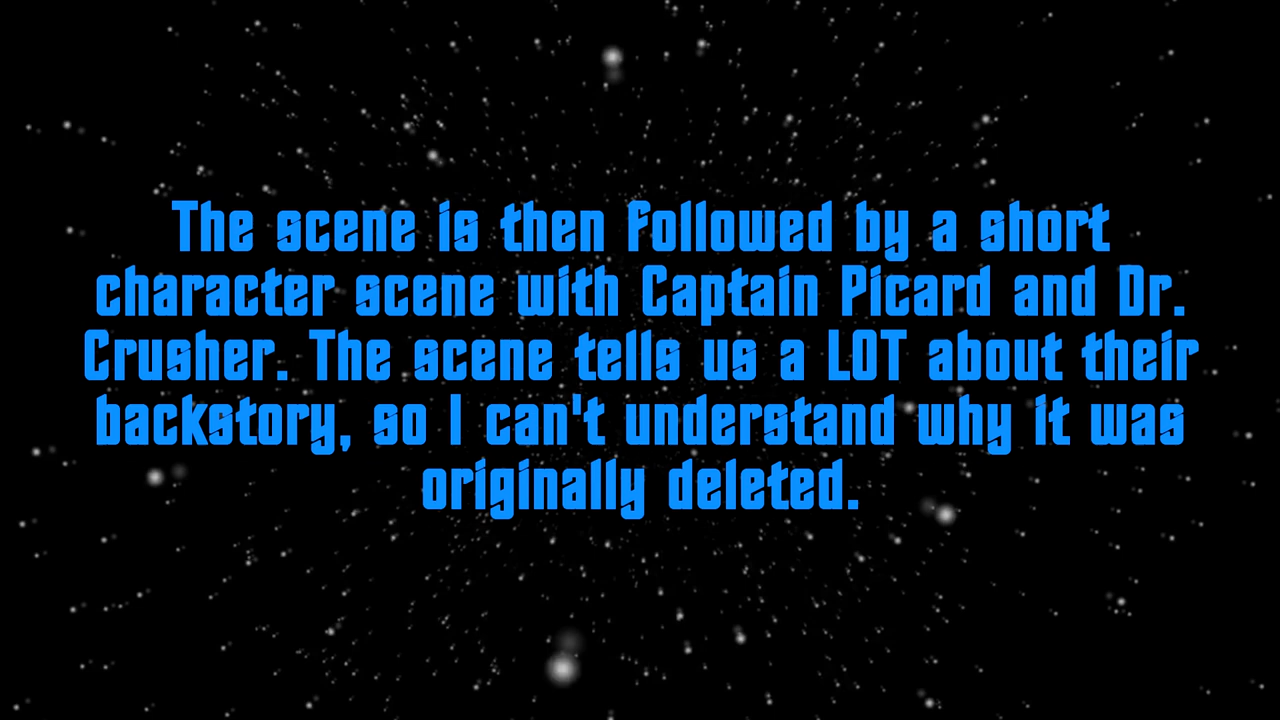 The scene is then followed by a short
character scene with Captain Picard and Dr.
Crusher. The scene tells us a LOT about their
backstory, so I can't understand why it was
originally deleted.